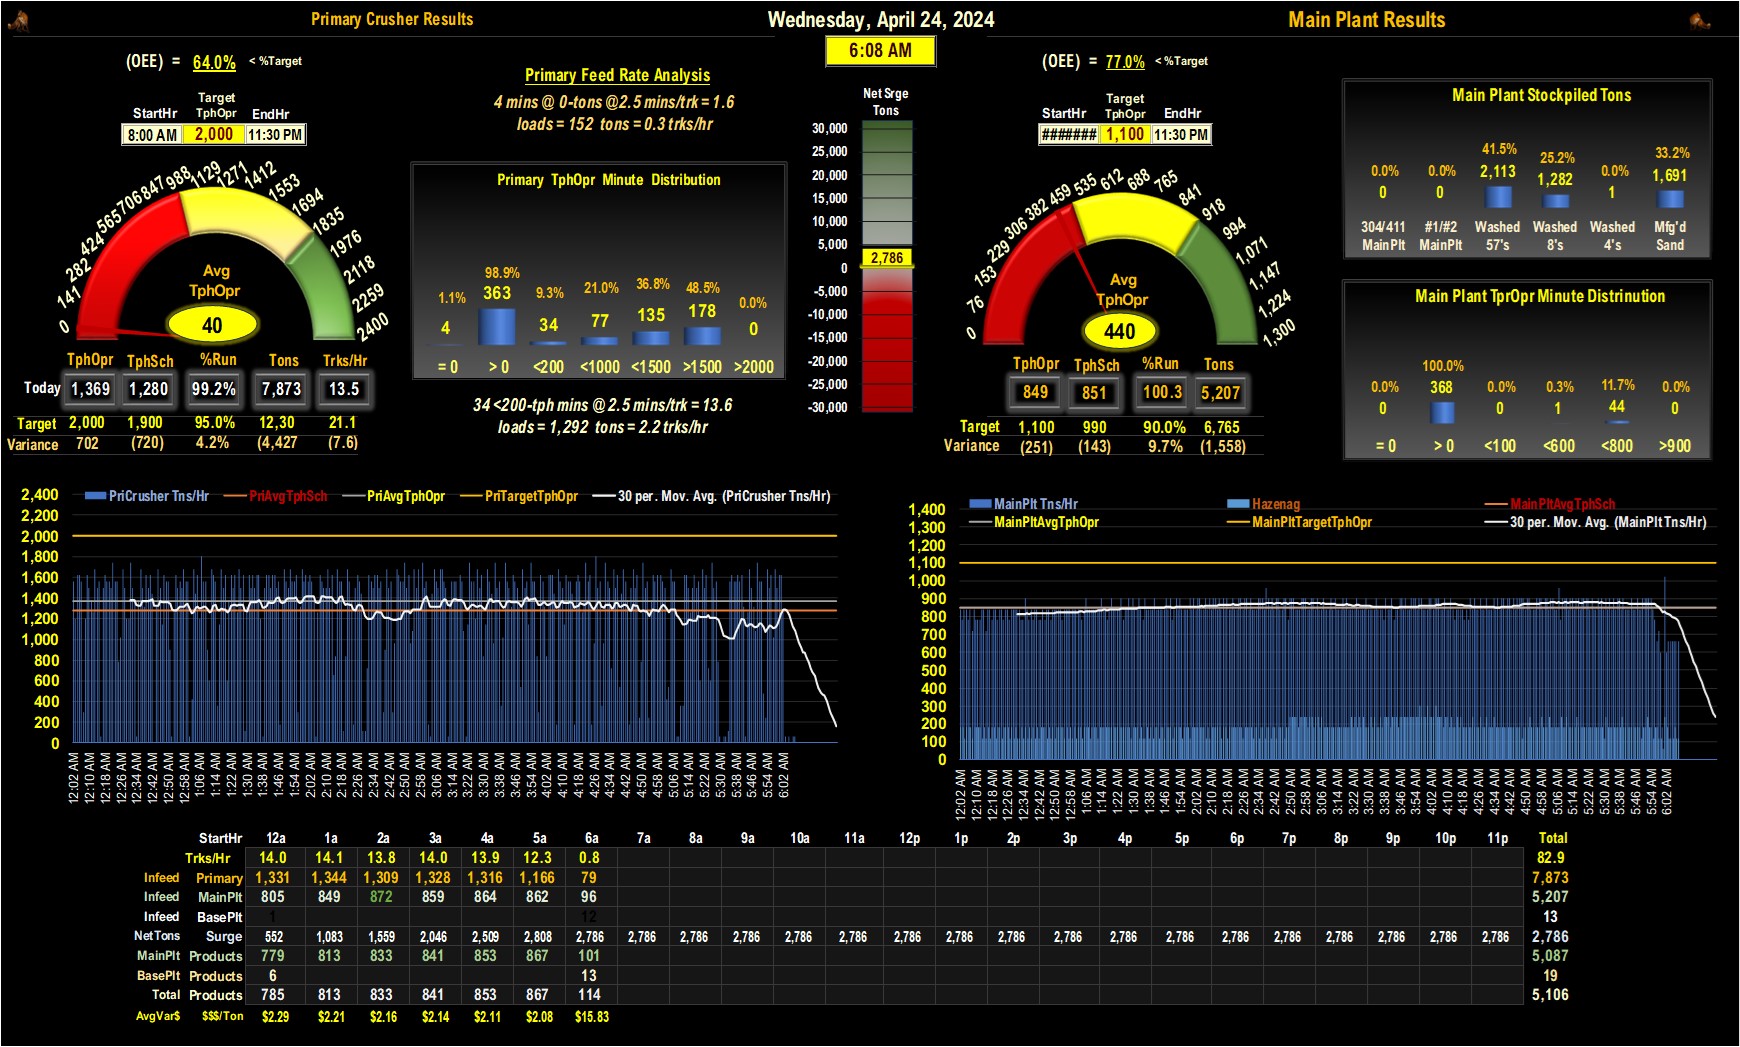 Primary Crusher Results
Wednesday, April 24, 2024
Main Plant Results
6:08 AM
(OEE) = 64.0% < %Target
StartHr Target TphOpr EndHr
8:00 AM 2,000 11:30 PM
0 141 282 424 565 706 847 988 1129 1271 1412 1553 1694 1835 1976 2118 2259 2400
Avg
TphOpr
40
TphOpr TphSch %Run Tons Trks/Hr
Today 1,369 1,280 99.2% 7,873 13.5
Target 2,000 1,900 95.0% 12,30 21.1
Variance 702 (720) 4.2% (4,427 (7.6)
Primary Feed Rate Analysis
4 mins @ 0-tons @2.5 mins/trk = 1.6
loads = 152 tons = 0.3 trks/hr
Primary TphOpr Minute Distribution
1.1% 98.9% 9.3% 21.0% 36.8% 48.5% 0.0%
4 363 34 77 135 178 0
= 0 > 0 <200 <1000 <1500 >1500 >2000
34 <200-tph mins @ 2.5 mins/trk = 13.6
loads = 1,292 tons = 2.2 trks/hr
Net Srge
Tons
30,000
25,000
20,000
15,000
10,000
5,000
2,786
0
-5,000
-10,000
-15,000
-20,000
-25,000
-30,000
(OEE) = 77.0% < %Target
StartHr Target TphOpr EndHr
####### 1,100 11:30 PM
0 76 153 229 306 382 459 535 612 688 765 841 918 994 1,071 1,147 1,224 1,300
Avg
TphOpr
440
TphOpr TphSch %Run Tons
849 851 100.3 5,207
Target 1,100 990 90.0% 6,765
Variance (251) (143) 9.7% (1,558)
Main Plant Stockpiled Tons
0.0% 0.0% 41.5% 25.2% 0.0% 33.2%
0 0 2,113 1,282 1 1,691
304/411 #1/#2 Washed Washed Washed Mfg'd
MainPlt MainPlt 57's 8's 4's Sand
Main Plant TprOpr Minute Distrinution
0.0% 100.0% 0.0% 0.3% 11.7% 0.0%
0 368 0 1 44 0
= 0 > 0 <100 <600 <800 >900
PriCrusher Tns/Hr PriAvgTphSch PriAvgTphOpr PriTargetTphOpr 30 per. Mov. Avg. (PriCrusher Tns/Hr)
2,400
2,200
2,000
1,800
1,600
1,400
1,200
1,000
800
600
400
200
0
12:02 AM 12:10 AM 12:18 AM 12:26 AM 12:34 AM 12:42 AM 12:50 AM 12:58 AM 1:06 AM 1:14 AM 1:22 AM 1:30 AM 1:38 AM 1:46 AM 1:54 AM 2:02 AM 2:10 AM 2:18 AM 2:26 AM 2:34 AM 2:42 AM 2:50 AM 2:58 AM 3:06 AM 3:14 AM 3:22 AM 3:30 AM 3:38 AM 3:46 AM 3:54 AM 4:02 AM 4:10 AM 4:18 AM 4:26 AM 4:34 AM 4:42 AM 4:50 AM 4:58 AM 5:06 AM 5:14 AM 5:22 AM 5:30 AM 5:38 AM 5:46 AM 5:54 AM 6:02 AM
MainPlt Tns/Hr Hazenag MainPltAvgTphSch
MainPltAvgTphOpr MainPltTargetTphOpr 30 per. Mov. Avg. (MainPlt Tns/Hr)
1,400
1,300
1,200
1,100
1,000
900
800
700
600
500
400
300
200
100
0
12:02 AM 12:10 AM 12:18 AM 12:26 AM 12:34 AM 12:42 AM 12:50 AM 12:58 AM 1:06 AM 1:14 AM 1:22 AM 1:30 AM 1:38 AM 1:46 AM 1:54 AM 2:02 AM 2:10 AM 2:18 AM 2:26 AM 2:34 AM 2:42 AM 2:50 AM 2:58 AM 3:06 AM 3:14 AM 3:22 AM 3:30 AM 3:38 AM 3:46 AM 3:54 AM 4:02 AM 4:10 AM 4:18 AM 4:26 AM 4:34 AM 4:42 AM 4:50 AM 4:58 AM 5:06 AM 5:14 AM 5:22 AM 5:30 AM 5:38 AM 5:46 AM 5:54 AM 6:02 AM
StartHr 12a 1a 2a 3a 4a 5a 6a 7a 8a 9a 10a 11a 12p 1p 2p 3p 4p 5p 6p 7p 8p 9p 10p 11p Total
Trks/Hr 14.0 14.1 13.8 14.0 13.9 12.3 0.8 82.9
Infeed Primary 1,331 1,344 1,309 1,328 1,316 1,166 79 7,873
Infeed MainPlt 805 849 872 859 864 862 96 5,207
Infeed BasePlt 1 12 13
NetTons Surge 552 1,083 1,559 2,046 2,509 2,808 2,786 2,786 2,786 2,786 2,786 2,786 2,786 2,786 2,786 2,786 2,786 2,786 2,786 2,786 2,786 2,786 2,786 2,786 2,786
MainPlt Products 779 813 833 841 853 867 101 5,087
BasePlt Products 6 13 19
Total Products 785 813 833 841 853 867 114 5,106
AvgVar$ $$$/Ton $2.29 $2.21 $2.16 $2.14 $2.11 $2.08 $15.83